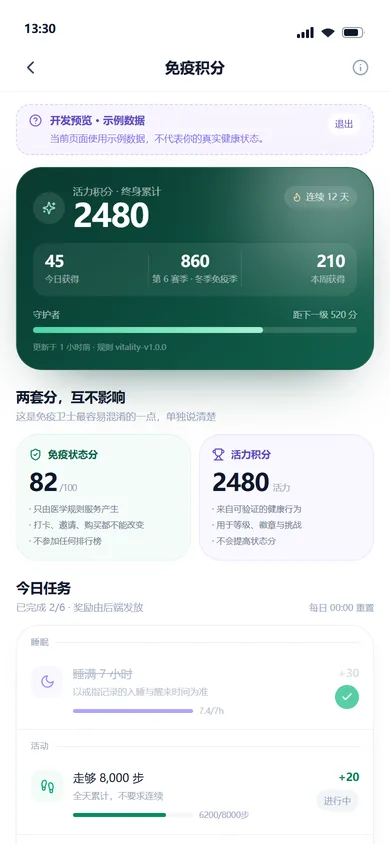 13:30
免疫积分
开发预览 • 示例数据
当前页面使用示例数据，不代表你的真实健康状态。
退出
活力积分 · 终身累计
2480
连续 12 天
45
今日获得
860
第 6 赛季 · 冬季免疫季
210
本周获得
守护者
距下一级 520 分
更新于 1 小时前 · 规则 vitality-v1.0.0
两套分，互不影响
这是免疫卫士最容易混淆的一点，单独说清楚
免疫状态分
82 /100
· 只由医学规则服务产生
· 打卡、邀请、购买都不能改变
· 不参加任何排行榜
活力积分
2480 活力
· 来自可验证的健康行为
· 用于等级、徽章与挑战
· 不会提高状态分
今日任务
已完成 2/6 · 奖励由后端发放
每日 00:00 重置
睡眠
睡满 7 小时
+30
以戒指记录的入睡与醒来时间为准
7.4/7h
活动
走够 8,000 步
+20
全天累计，不要求连续
进行中
6200/8000步